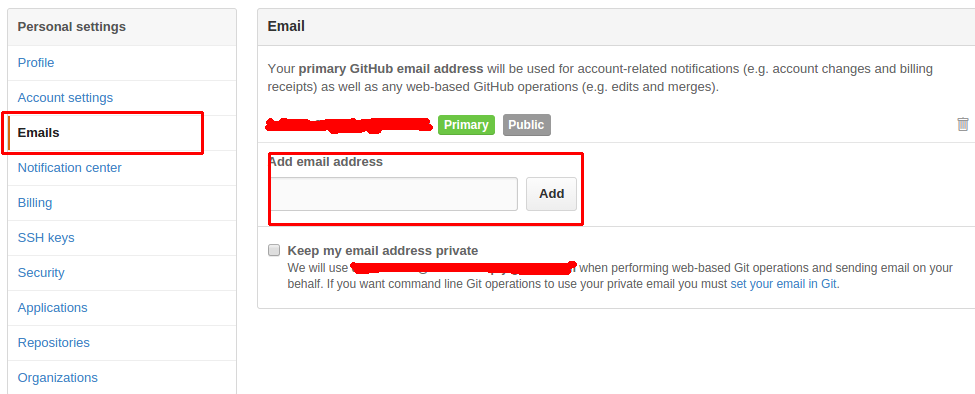 Personal settings
Profile
Account settings
Emails
Notification center
Billing
SSH keys
Security
Applications
Repositories
Organizations
Email
Your primary GitHub email address will be used for account-related notifications (e.g. account changes and billing
receipts) as well as any web-based GitHub operations (e.g. edits and merges).
Primary Public
Add email address
Add
Keep my email address private
We will use @ when performing web-based Git operations and sending email on your
behalf. If you want command line Git operations to use your private email you must set your email in Git.